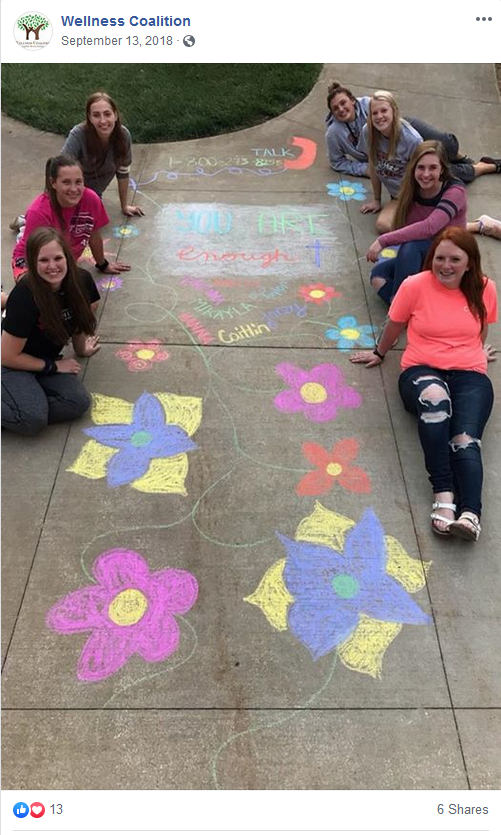 Wellness Coalition
September 13, 2018
TALK
1-800-273-8255
YOU ARE
enough
Caitlin
13
6 Shares